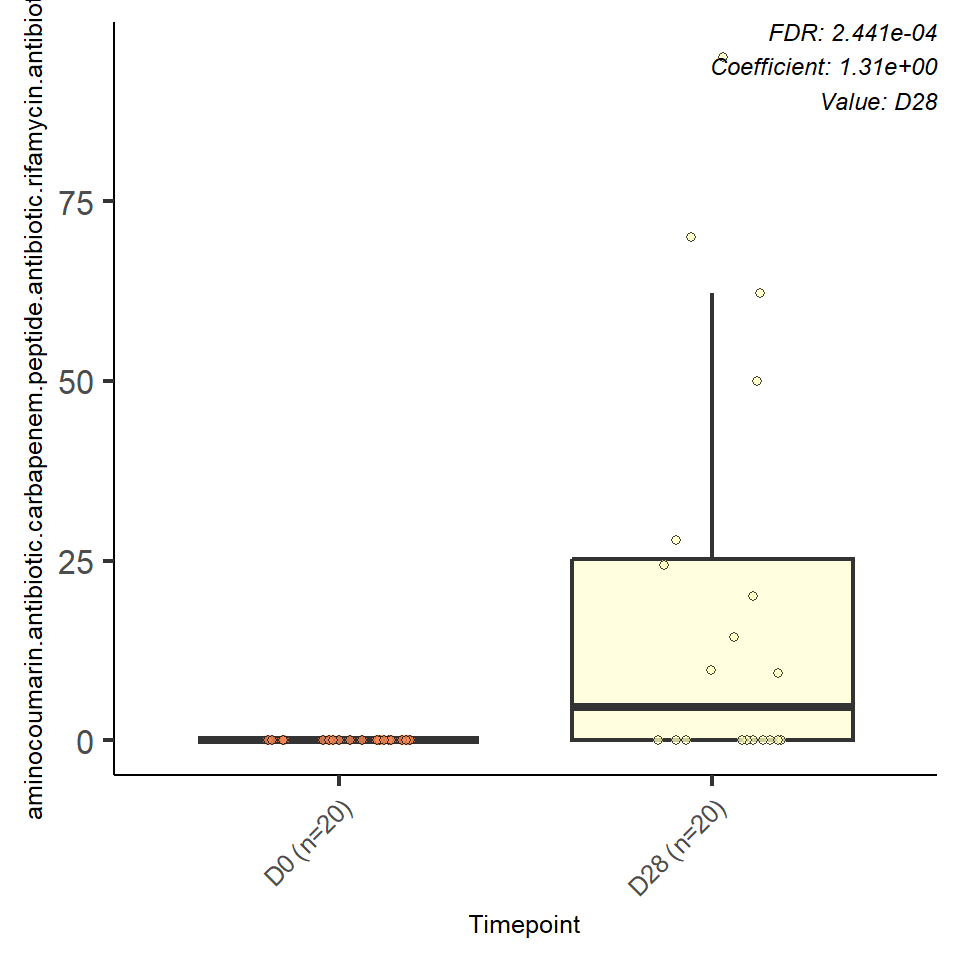 FDR: 2.441e-04
Coefficient: 1.31e+00
Value: D28
aminocoumarin.antibiotic.carbapenem.peptide.antibiotic.rifamycin.antibiot
75
50
25
0
D0 (n=20)
D28 (n=20)
Timepoint